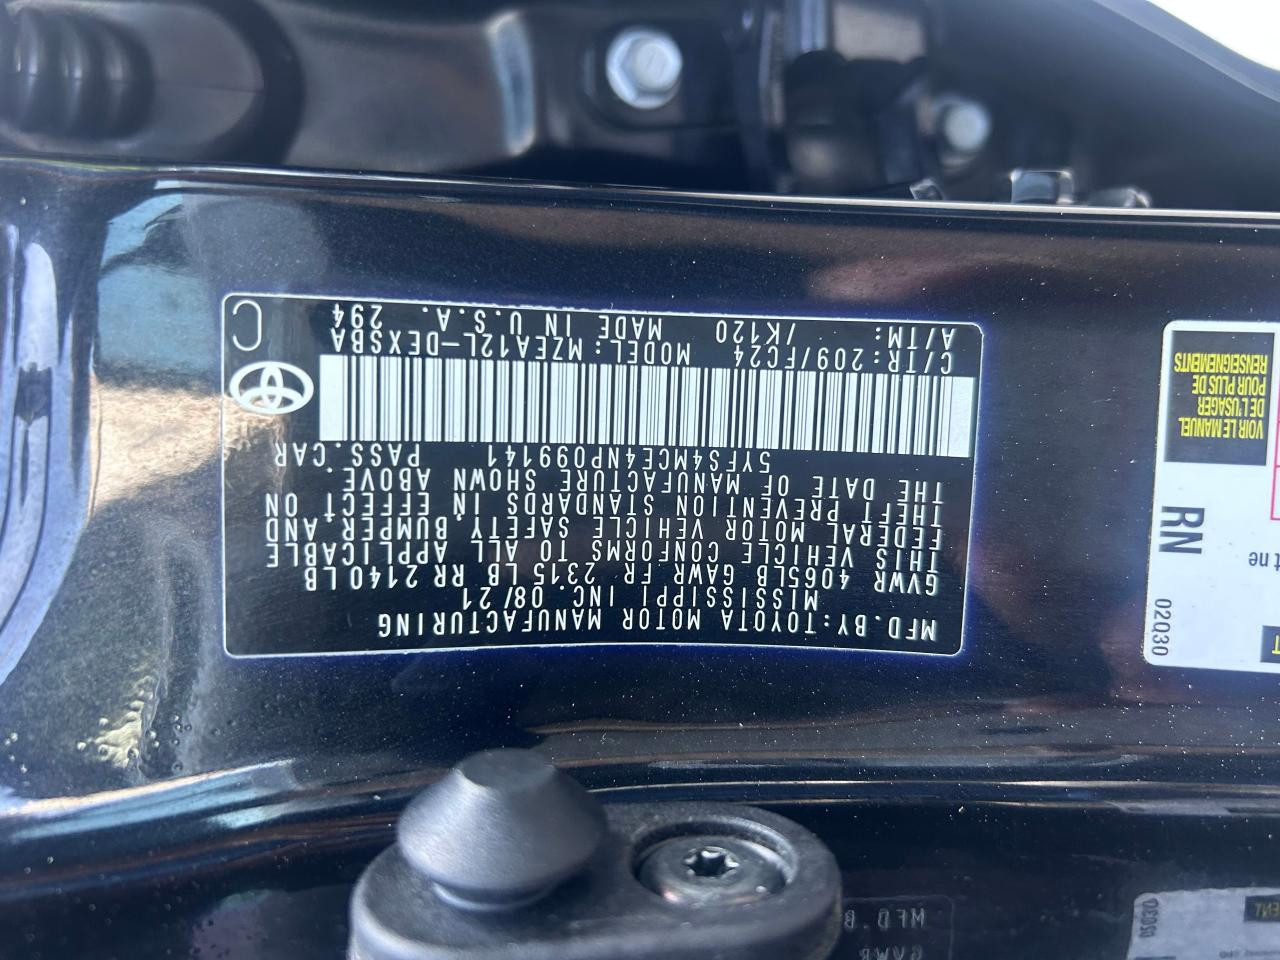 MFD.BY:TOYOTA MOTOR MANUFACTURING
MISSISSIPPI INC. 08/21
GVWR 4065LB GAWR FR 2315 LB RR 2140LB
THIS VEHICLE CONFORMS TO ALL APPLICABLE
FEDERAL MOTOR VEHICLE SAFETY, BUMPER, AND
THEFT PREVENTION STANDARDS IN EFFECT ON
THE DATE OF MANUFACTURE SHOWN ABOVE.
5YFS4MCE4NP099141 PASS.CAR
C/TR:209/FC24 MODEL:MZEA12L-DEXSBA
A/TM: /K120 MADE IN U.S.A. 294
C
02Q30
RN
VOIR LE MANUEL
DE L'USAGER
POUR PLUS DE
RENSEIGNEMENTS